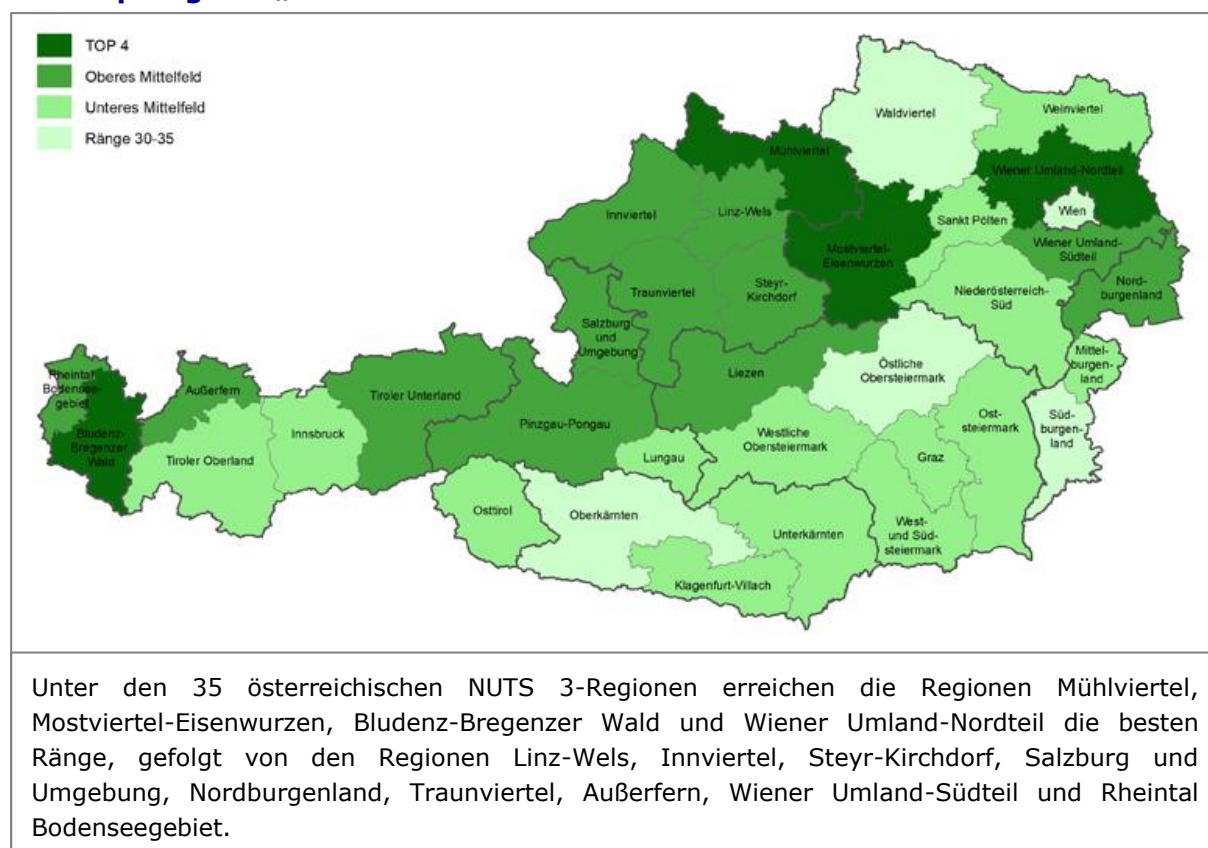 TOP 4
Oberes Mittelfeld
Unteres Mittelfeld
Ränge 30-35
Waldviertel
Weinviertel
Mühlviertel
Wiener Umland-Nordteil
Innviertel
Linz-Wels
Sankt Pölten
Wien
Mostviertel-
Eisenwurzen
Wiener Umland-
Südteil
Traunviertel
Steyr-
Kirchdorf
Niederösterreich-
Süd
Nord-
burgenland
Salzburg
und
Umgebung
Rheintal
Bodensee-
gebiet
Außerfern
Tiroler Unterland
Liezen
Östliche
Obersteiermark
Mittel-
burgen-
land
Bludenz-
Bregenzer
Wald
Tiroler Oberland
Innsbruck
Pinzgau-Pongau
Lungau
Westliche
Obersteiermark
Graz
Ost-
steiermark
Süd-
burgen-
land
Osttirol
Oberkärnten
Unterkärnten
West-
und Süd-
steiermark
Klagenfurt-Villach
Unter den 35 österreichischen NUTS 3-Regionen erreichen die Regionen Mühlviertel,
Mostviertel-Eisenwurzen, Bludenz-Bregenzer Wald und Wiener Umland-Nordteil die besten
Ränge, gefolgt von den Regionen Linz-Wels, Innviertel, Steyr-Kirchdorf, Salzburg und
Umgebung, Nordburgenland, Traunviertel, Außerfern, Wiener Umland-Südteil und Rheintal
Bodenseegebiet.